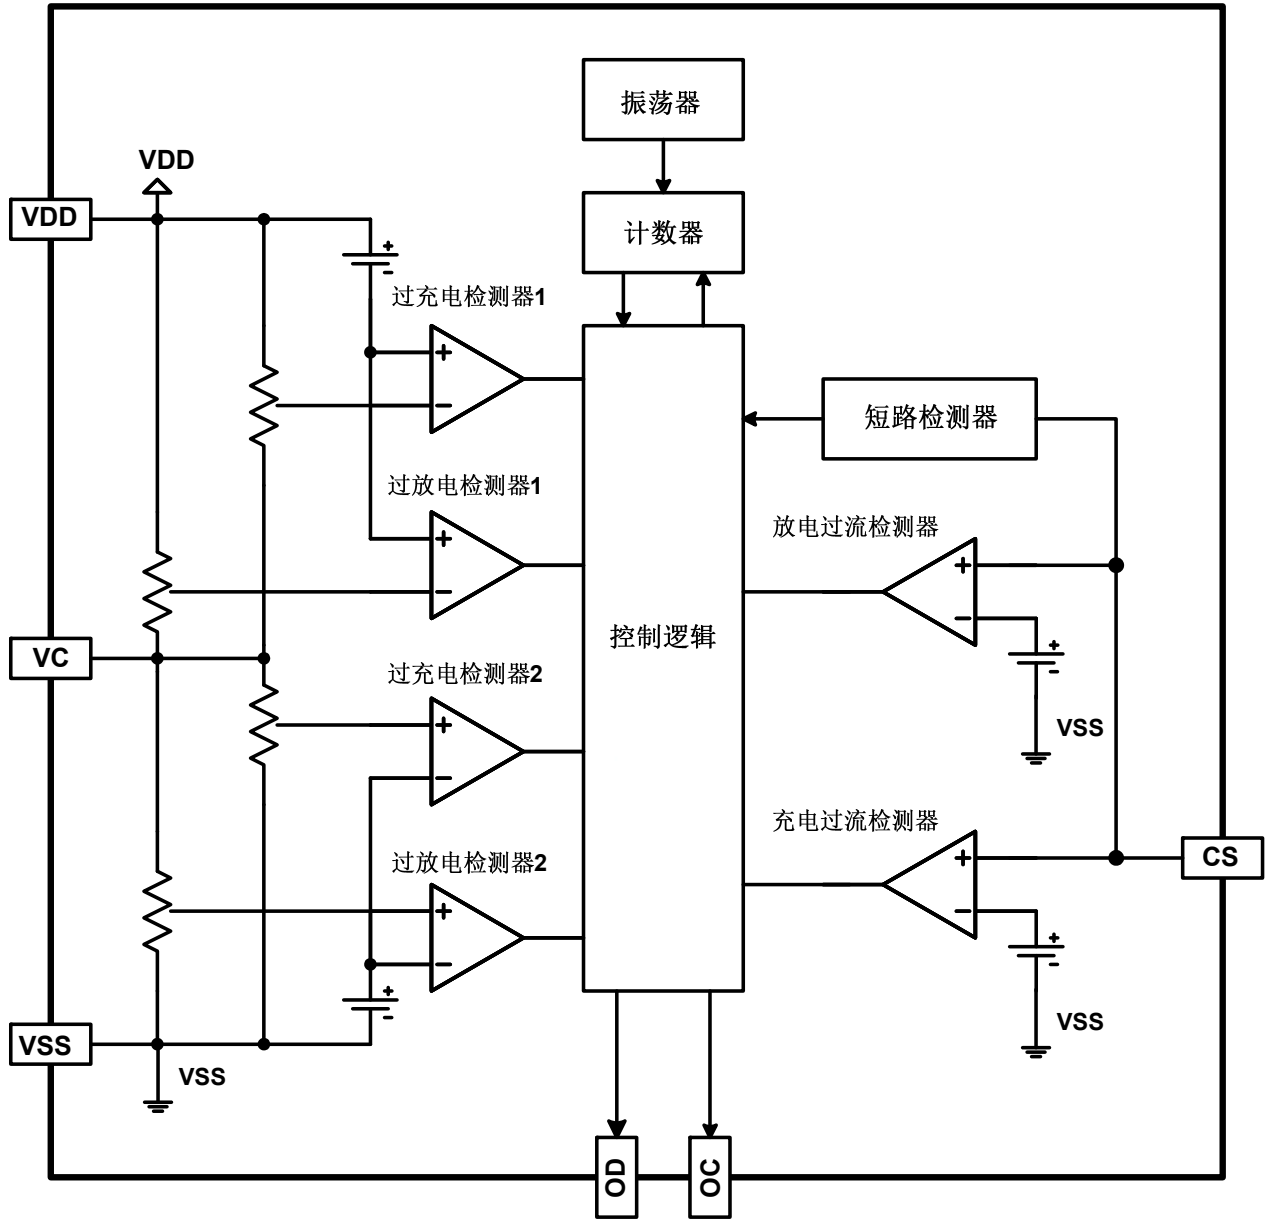 振荡器
VDD
VDD
计数器
+
-
过充电检测器1
+
-
短路检测器
过放电检测器1
+
-
放电过流检测器
+
-
控制逻辑
VC
+
-
过充电检测器2
+
-
VSS
充电过流检测器
+
-
CS
过放电检测器2
+
-
+
-
+
-
VSS
VSS
VSS
OD
OC